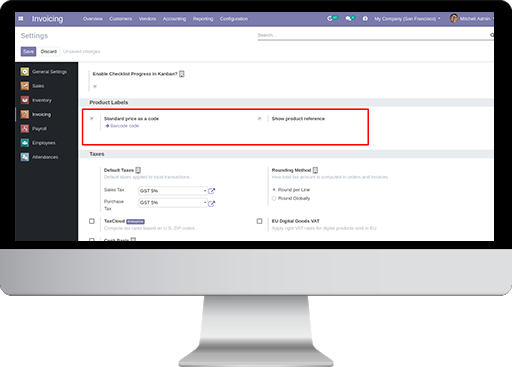 Invoicing Overview Customers Vendors Accounting Reporting Configuration My Company (San Francisco) Mitchell Admin
Settings
Search...
Save Discard Unsaved changes
General Settings
Sales
Inventory
Invoicing
Payroll
Employees
Attendances
Enable Checklist Progress in Kanban?
Product Labels
Standard price as a code
Barcode code
Show product reference
Taxes
Default Taxes
Default taxes applied to local transactions
Sales Tax GST 5%
Purchase Tax GST 5%
Rounding Method
How total tax amount is computed in orders and invoices
Round per Line
Round Globally
TaxCloud Enterprise
Compute tax rates based on U.S. ZIP codes
EU Digital Goods VAT
Apply right VAT rates for digital products sold in EU
Cash Basis